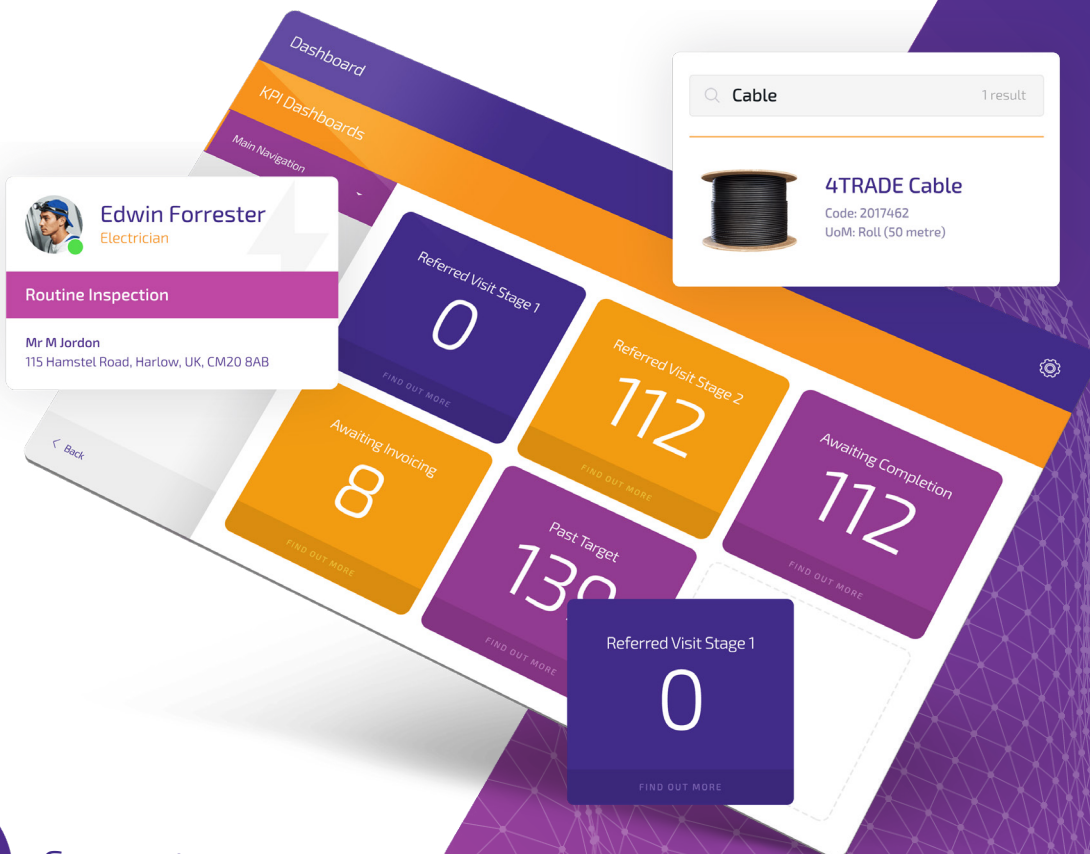 Dashboard
KPI Dashboards
Main Navigation
Cable
1 result
4TRADE Cable
Code: 2017462
UoM: Roll (50 metre)
Edwin Forrester
Electrician
Routine Inspection
Mr M Jordon
115 Hamstel Road, Harlow, UK, CM20 8AB
Back
Referred Visit Stage 1
0
FIND OUT MORE
Referred Visit Stage 2
112
FIND OUT MORE
Awaiting Completion
112
FIND OUT MORE
Awaiting Invoicing
8
FIND OUT MORE
Past Target
FIND OUT MORE
Referred Visit Stage 1
0
FIND OUT MORE